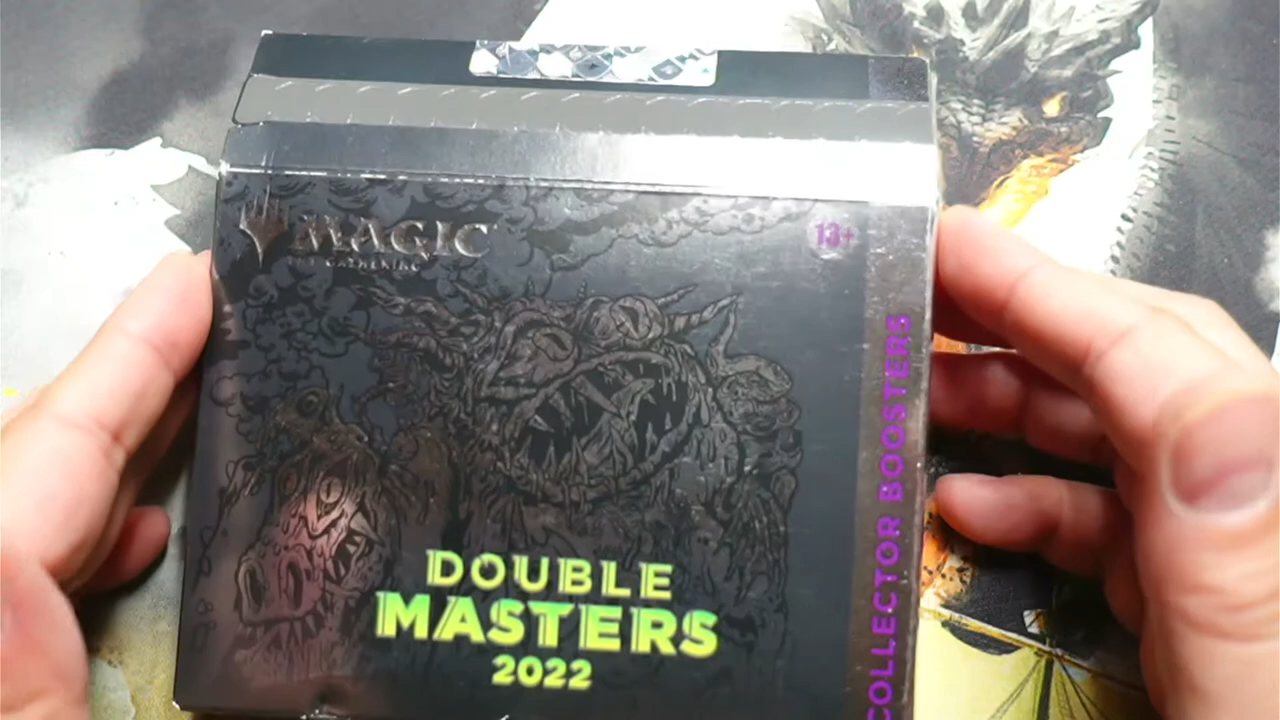 MAGIC
THE GATHERING
13+
COLLECTOR BOOSTERS
DOUBLE
MASTERS
2022